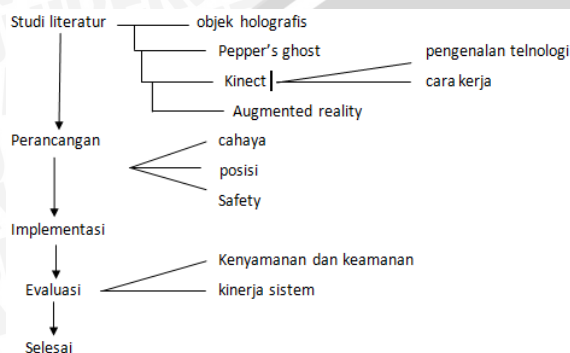 Studi literatur
objek holografis
Pepper's ghost
pengenalan telnologi
Kinect
cara kerja
Augmented reality
Perancangan
cahaya
posisi
Safety
Implementasi
Kenyamanan dan keamanan
Evaluasi
kinerja sistem
Selesai